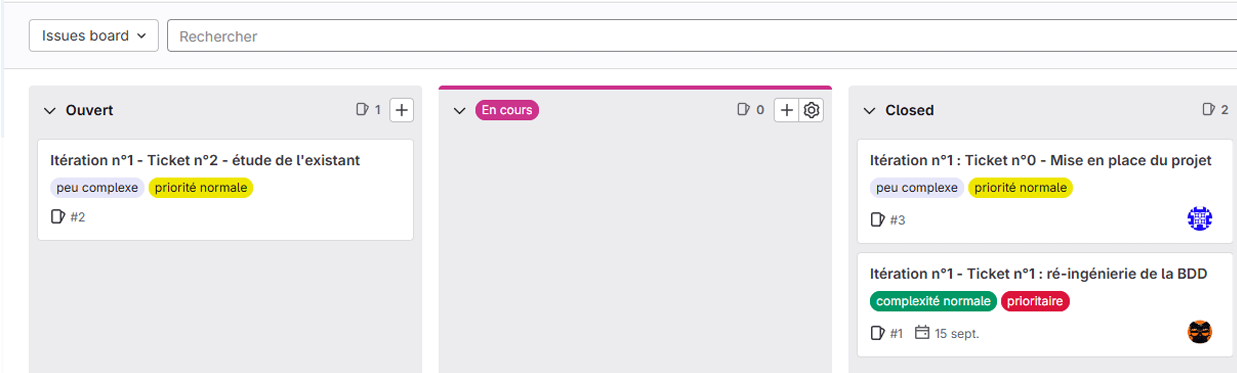 Issues board
Rechercher
Ouvert
1
Itération n°1 - Ticket n°2 - étude de l'existant
peu complexe priorité normale
#2
En cours
0
Closed
2
Itération n°1 : Ticket n°0 - Mise en place du projet
peu complexe priorité normale
#3
Itération n°1 - Ticket n°1 : ré-ingénierie de la BDD
complexité normale prioritaire
#1 15 sept.